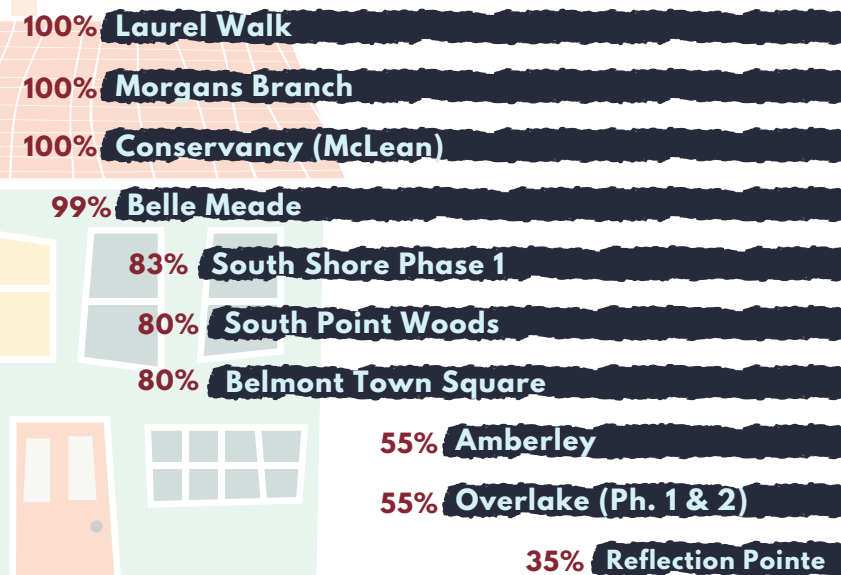 100% Laurel Walk
100% Morgans Branch
100% Conservancy (McLean)
99% Belle Meade
83% South Shore Phase 1
80% South Point Woods
80% Belmont Town Square
55% Amberley
55% Overlake (Ph. 1 & 2)
35% Reflection Pointe